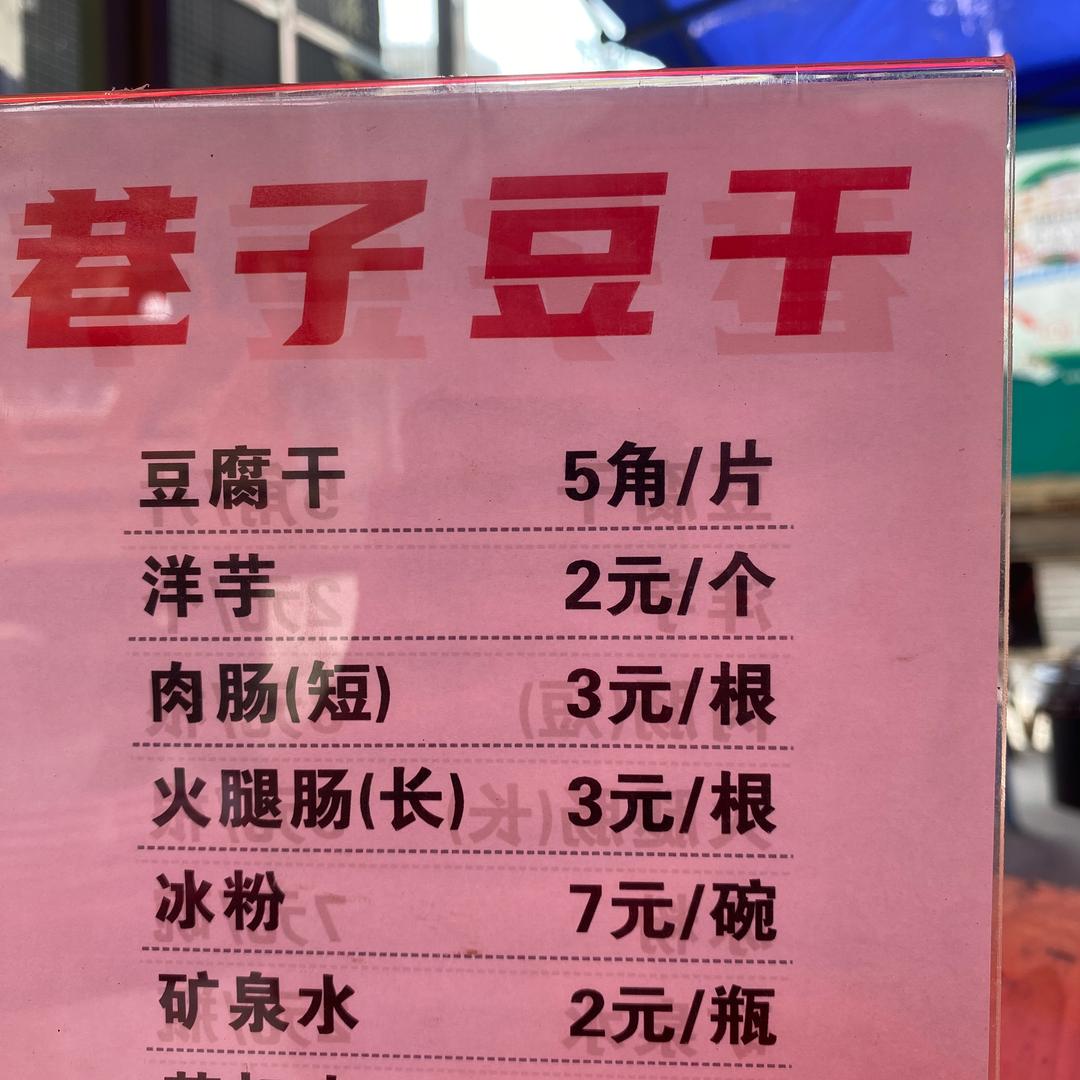 巷子豆干
豆腐干 5角/片
洋芋 2元/个
肉肠(短) 3元/根
火腿肠(长) 3元/根
冰粉 7元/碗
矿泉水 2元/瓶